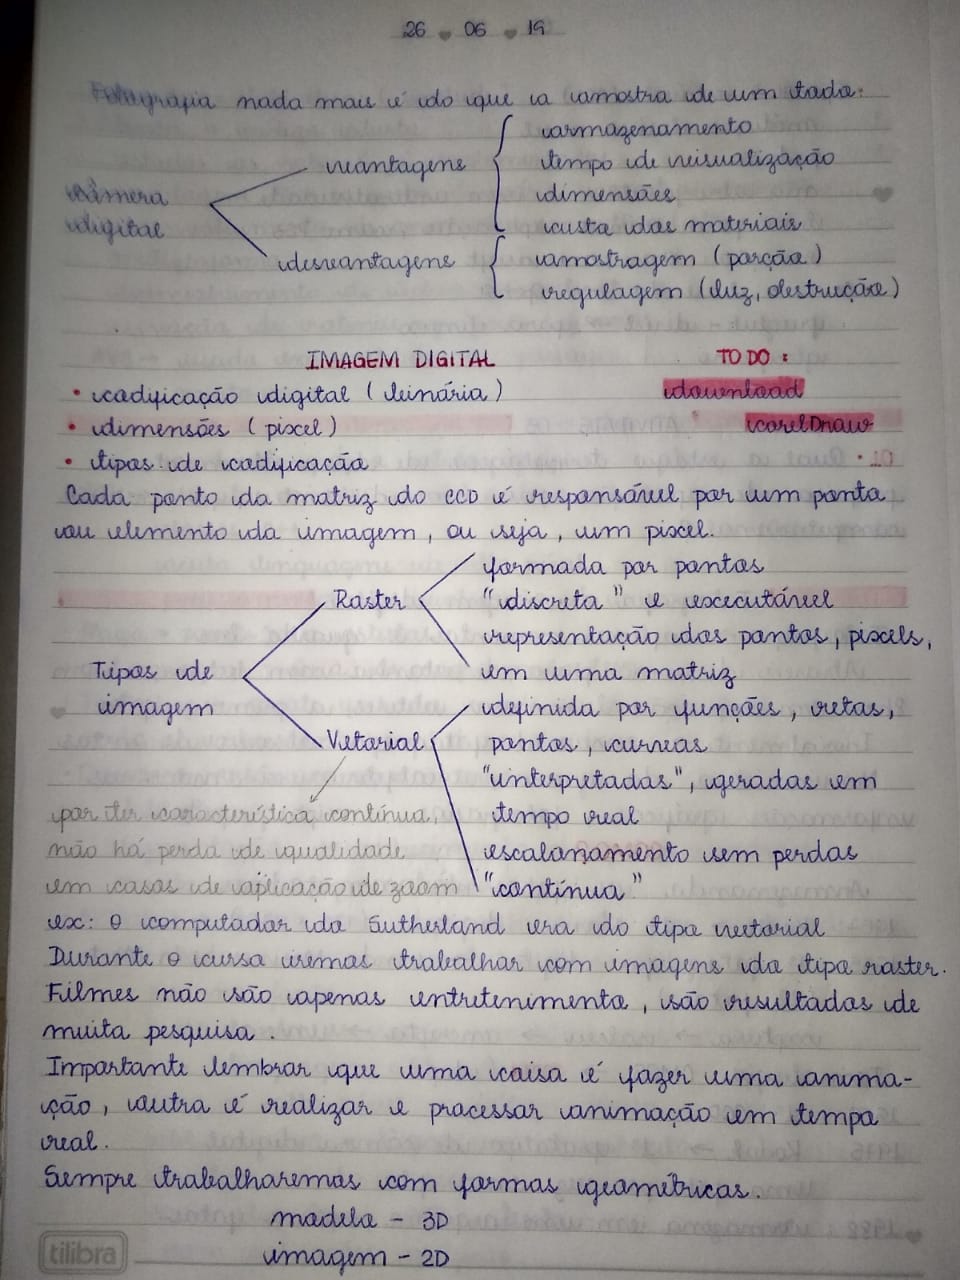 26 . 06 . 19
Fotografia nada mais é do que a amostra de um todo.
Câmera digital
vantagens
armazenamento
tempo de visualização
dimensões
custo dos materiais
desvantagens
amostragem (porção)
regulagem (luz, obstrução)
IMAGEM DIGITAL
TO DO :
• codificação digital (binária)
download
• dimensões (pixel)
CorelDraw
• tipos de codificação
Cada ponto da matriz do CCD é responsável por um ponto
ou elemento da imagem, ou seja, um pixel.
Tipos de
imagem
Raster
formada por pontos
"discreta" e executável
representação dos pontos, pixels,
em uma matriz
Vetorial
definida por funções, retas,
pontos, curvas
"interpretadas", geradas em
tempo real
escalonamento sem perdas
"contínua"
por ter característica contínua,
não há perda de qualidade
em casos de aplicação de zoom
ex: o computador do Sutherland era do tipo vetorial
Durante o curso iremos trabalhar com imagens do tipo raster.
Filmes não são apenas entretenimento, são resultados de
muita pesquisa.
Importante lembrar que uma coisa é fazer uma anima-
ção, outra é realizar e processar animação em tempo
real.
Sempre trabalharemos com formas geométricas.
modelo - 3D
imagem - 2D
tilibra